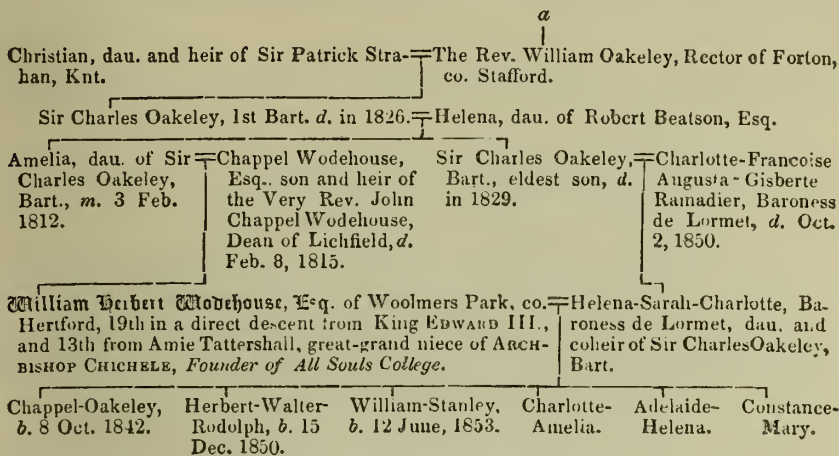 a
Christian, dau. and heir of Sir Patrick Stra-
han, Knt.
The Rev. William Oakeley, Rector of Forton,
co. Stafford.
Sir Charles Oakeley, 1st Bart. d. in 1826.
Helena, dau. of Robert Beatson, Esq.
Amelia, dau. of Sir
Charles Oakeley,
Bart., m. 3 Feb.
1812.
Chappel Wodehouse,
Esq., son and heir of
the Very Rev. John
Chappel Wodehouse,
Dean of Lichfield, d.
Feb. 8, 1815.
Sir Charles Oakeley,
Bart., eldest son, d.
in 1829.
Charlotte-Francoise
Augusta-Gisberte
Ramadier, Baroness
de Lormet, d. Oct.
2, 1850.
William Herbert Wodehouse, Esq. of Woolmers Park, co.
Hertford, 19th in a direct descent from King EDWARD III.,
and 13th from Amie Tattershall, great-grand niece of ARCH-
BISHOP CHICHELE, Founder of All Souls College.
Helena-Sarah-Charlotte, Ba-
roness de Lormet, dau. and
coheir of Sir Charles Oakeley,
Bart.
Chappel-Oakeley,
b. 8 Oct. 1842.
Herbert-Walter-
Rodolph, b. 15
Dec. 1850.
William-Stanley,
b. 12 June, 1853.
Charlotte-
Amelia.
Adelaide-
Helena.
Constance-
Mary.